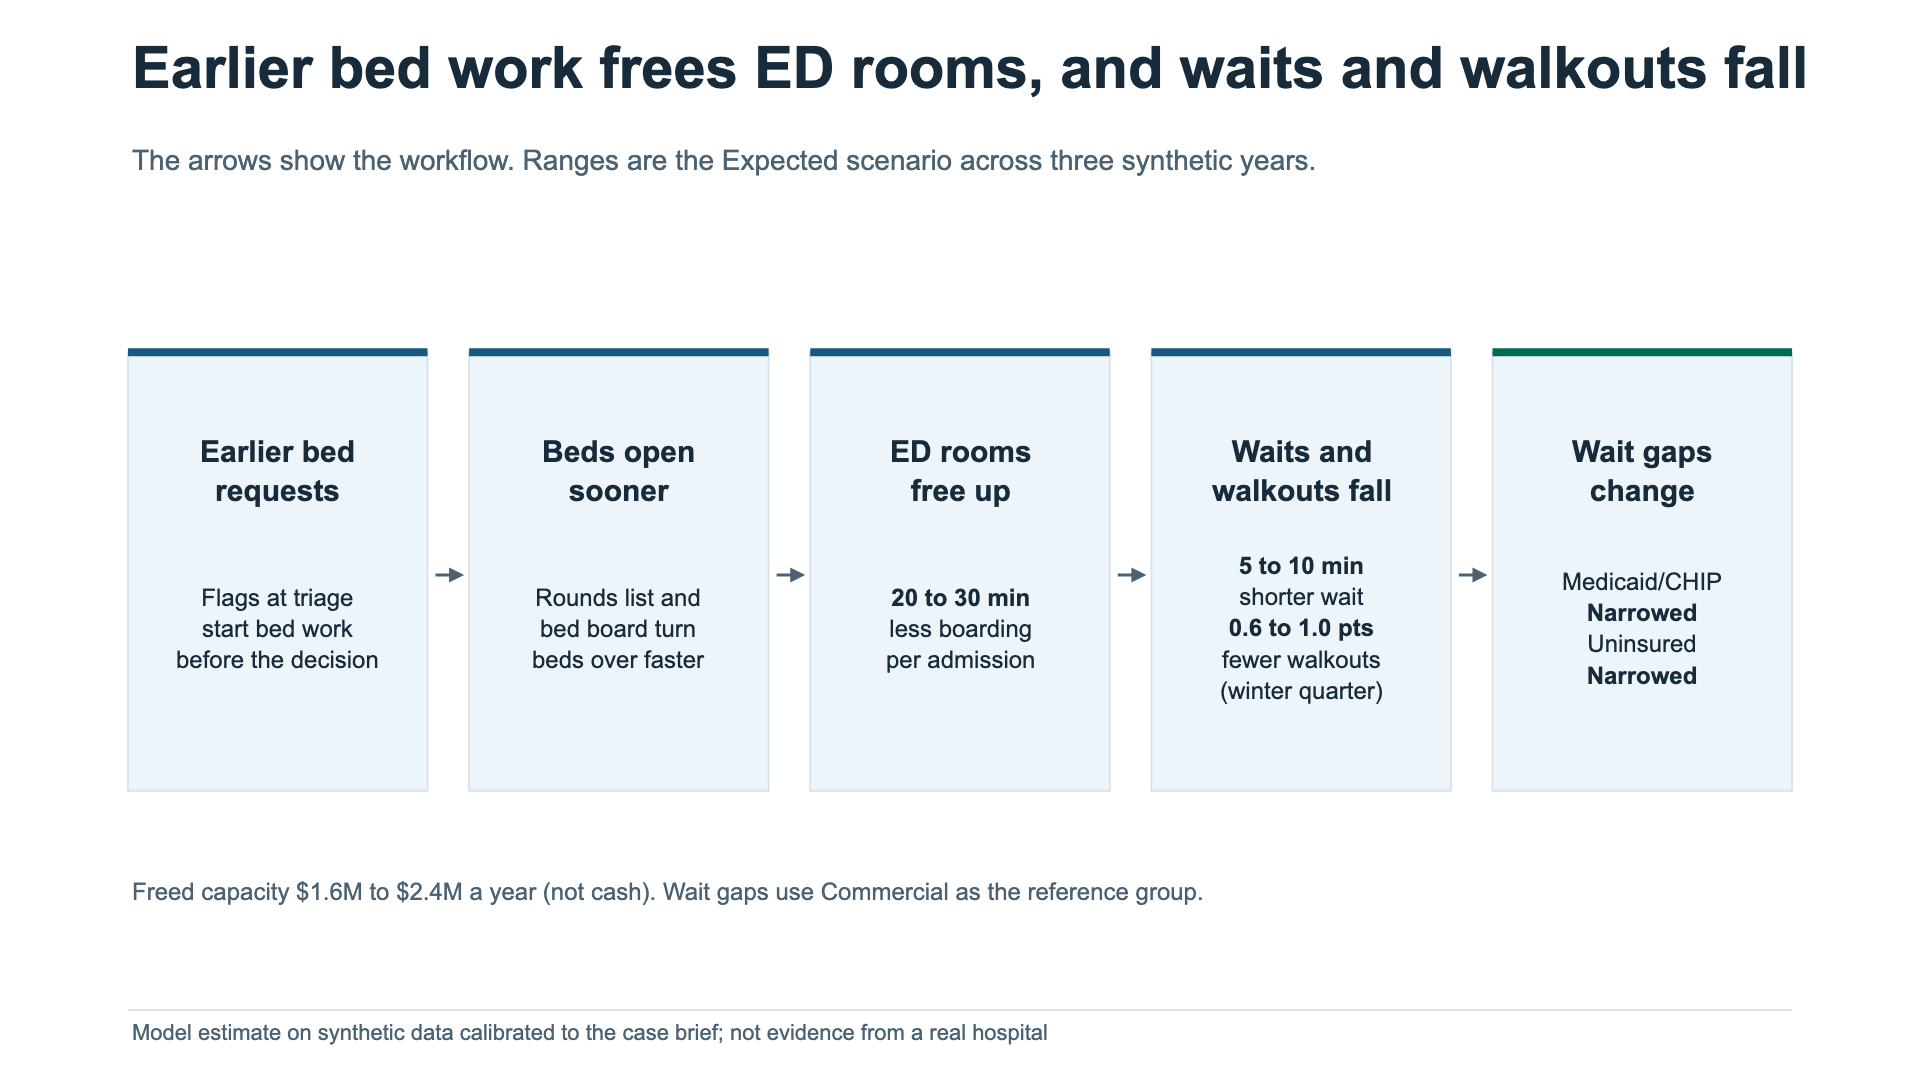 Earlier bed work frees ED rooms, and waits and walkouts fall
The arrows show the workflow. Ranges are the Expected scenario across three synthetic years.
Earlier bed
requests
Flags at triage
start bed work
before the decision
Beds open
sooner
Rounds list and
bed board turn
beds over faster
ED rooms
free up
20 to 30 min
less boarding
per admission
Waits and
walkouts fall
5 to 10 min
shorter wait
0.6 to 1.0 pts
fewer walkouts
(winter quarter)
Wait gaps
change
Medicaid/CHIP
Narrowed
Uninsured
Narrowed
Freed capacity $1.6M to $2.4M a year (not cash). Wait gaps use Commercial as the reference group.
Model estimate on synthetic data calibrated to the case brief; not evidence from a real hospital